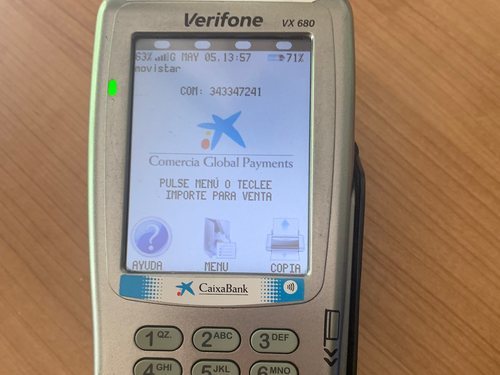 Verifone VX 680
63% G MAY 05.13:57 71%
movistar
COM: 343347241
Comercia Global Payments
PULSE MENÚ O TECLEE
IMPORTE PARA VENTA
AYUDA MENU COPIA
CaixaBank
1 QZ. 2 ABC 3 DEF
4 GHI 5 JKL 6 MNO